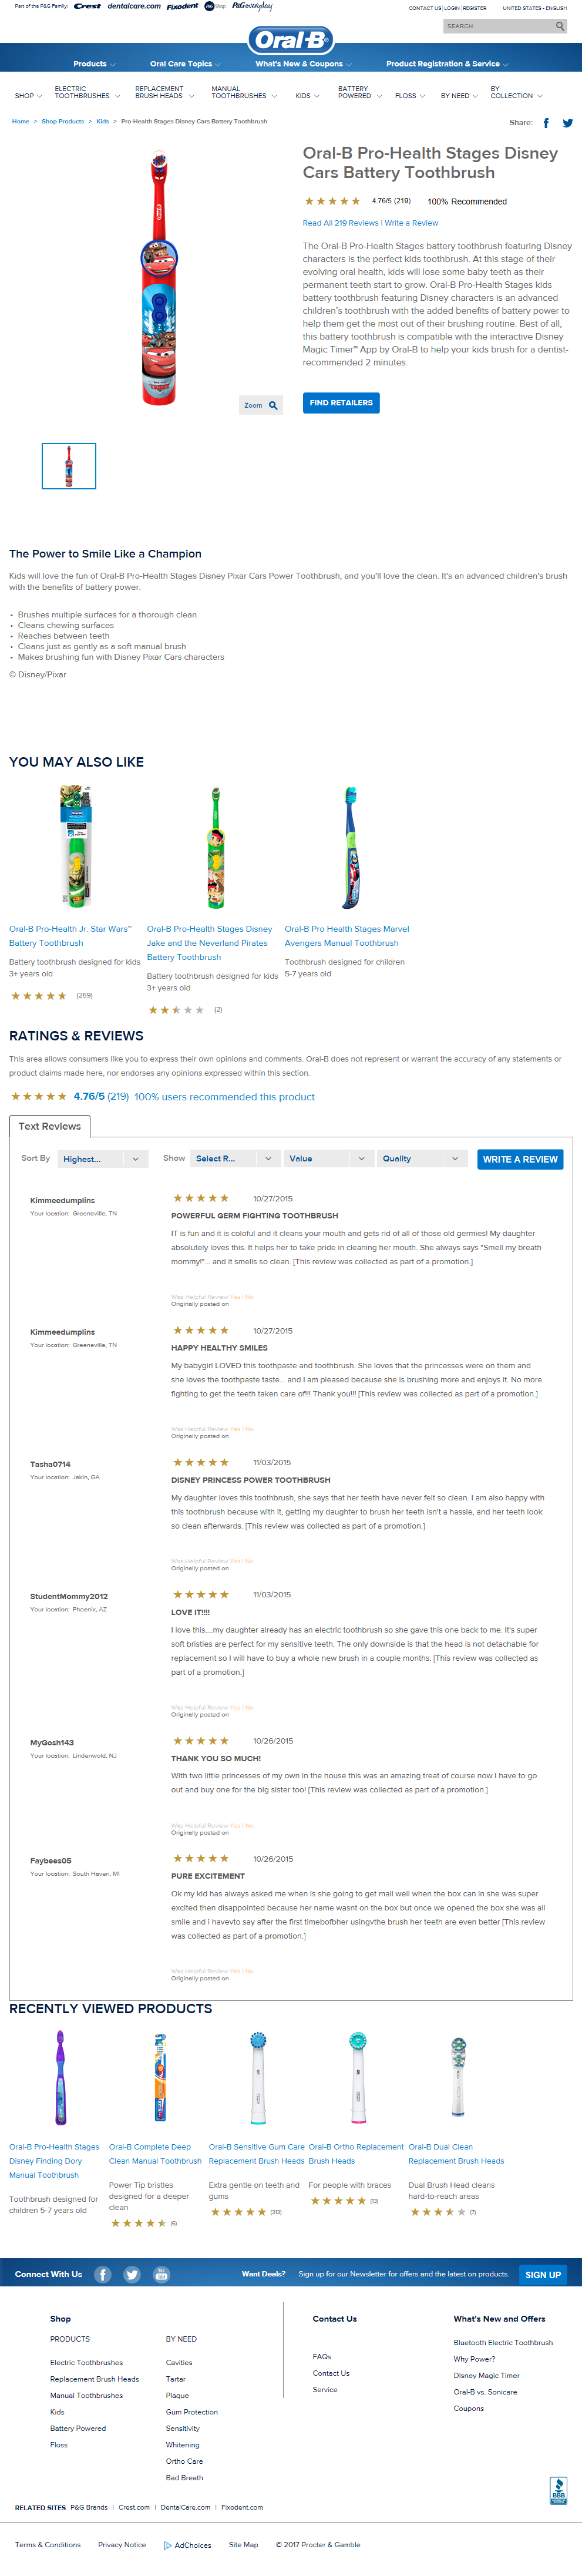 Part of the P&G Family: Crest dentalcare.com Fixodent P&G Shop P&G everyday
CONTACT US | LOGIN | REGISTER UNITED STATES - ENGLISH
SEARCH
Oral-B
Products Oral Care Topics What's New & Coupons Product Registration & Service
SHOP ELECTRIC TOOTHBRUSHES REPLACEMENT BRUSH HEADS MANUAL TOOTHBRUSHES KIDS BATTERY POWERED FLOSS BY NEED BY COLLECTION
Home > Shop Products > Kids > Pro-Health Stages Disney Cars Battery Toothbrush
Share:
Oral-B Pro-Health Stages Disney
Cars Battery Toothbrush
4.76/5 (219) 100% Recommended
Read All 219 Reviews | Write a Review
The Oral-B Pro-Health Stages battery toothbrush featuring Disney
characters is the perfect kids toothbrush. At this stage of their
evolving oral health, kids will lose some baby teeth as their
permanent teeth start to grow. Oral-B Pro-Health Stages kids
battery toothbrush featuring Disney characters is an advanced
children's toothbrush with the added benefits of battery power to
help them get the most out of their brushing routine. Best of all,
this battery toothbrush is compatible with the interactive Disney
Magic Timer™ App by Oral-B to help your kids brush for a dentist-
recommended 2 minutes.
Zoom
FIND RETAILERS
The Power to Smile Like a Champion
Kids will love the fun of Oral-B Pro-Health Stages Disney Pixar Cars Power Toothbrush, and you'll love the clean. It's an advanced children's brush
with the benefits of battery power.
• Brushes multiple surfaces for a thorough clean
• Cleans chewing surfaces
• Reaches between teeth
• Cleans just as gently as a soft manual brush
• Makes brushing fun with Disney Pixar Cars characters
© Disney/Pixar
YOU MAY ALSO LIKE
Oral-B Pro-Health Jr. Star Wars™
Battery Toothbrush
Battery toothbrush designed for kids
3+ years old
(259)
Oral-B Pro-Health Stages Disney
Jake and the Neverland Pirates
Battery Toothbrush
Battery toothbrush designed for kids
3+ years old
(2)
Oral-B Pro Health Stages Marvel
Avengers Manual Toothbrush
Toothbrush designed for children
5-7 years old
RATINGS & REVIEWS
This area allows consumers like you to express their own opinions and comments. Oral-B does not represent or warrant the accuracy of any statements or
product claims made here, nor endorses any opinions expressed within this section.
4.76/5 (219) 100% users recommended this product
Text Reviews
Sort By Highest... Show Select R... Value Quality WRITE A REVIEW
Kimmeedumplins
Your location: Greeneville, TN
10/27/2015
POWERFUL GERM FIGHTING TOOTHBRUSH
IT is fun and it is coloful and it cleans your mouth and gets rid of all of those old germies! My daughter
absolutely loves this. It helps her to take pride in cleaning her mouth. She always says "Smell my breath
mommy!"... and it smells so clean. [This review was collected as part of a promotion.]
Was Helpful Review Yes | No
Originally posted on
Kimmeedumplins
Your location: Greeneville, TN
10/27/2015
HAPPY HEALTHY SMILES
My babygirl LOVED this toothpaste and toothbrush. She loves that the princesses were on them and
she loves the toothpaste taste... and I am pleased because she is brushing more and enjoys it. No more
fighting to get the teeth taken care of!!! Thank you!!! [This review was collected as part of a promotion.]
Was Helpful Review Yes | No
Originally posted on
Tasha0714
Your location: Jakin, GA
11/03/2015
DISNEY PRINCESS POWER TOOTHBRUSH
My daughter loves this toothbrush, she says that her teeth have never felt so clean. I am also happy with
this toothbrush because with it, getting my daughter to brush her teeth isn't a hassle, and her teeth look
so clean afterwards. [This review was collected as part of a promotion.]
Was Helpful Review Yes | No
Originally posted on
StudentMommy2012
Your location: Phoenix, AZ
11/03/2015
LOVE IT!!!!
I love this....my daughter already has an electric toothbrush so she gave this one back to me. It's super
soft bristles are perfect for my sensitive teeth. The only downside is that the head is not detachable for
replacement so I will have to buy a whole new brush in a couple months. [This review was collected as
part of a promotion.]
Was Helpful Review Yes | No
Originally posted on
MyGosh143
Your location: Lindenwold, NJ
10/26/2015
THANK YOU SO MUCH!
With two little princesses of my own in the house this was an amazing treat of course now I have to go
out and buy one for the big sister too! [This review was collected as part of a promotion.]
Was Helpful Review Yes | No
Originally posted on
Faybees05
Your location: South Haven, MI
10/26/2015
PURE EXCITEMENT
Ok my kid has always asked me when is she going to get mail well when the box can in she was super
excited then disappointed because her name wasnt on the box but once we opened the box she was all
smile and i havevto say after the first timebofbher usingvthe brush her teeth are even better [This review
was collected as part of a promotion.]
Was Helpful Review Yes | No
Originally posted on
RECENTLY VIEWED PRODUCTS
Oral-B Pro-Health Stages
Disney Finding Dory
Manual Toothbrush
Toothbrush designed for
children 5-7 years old
Oral-B Complete Deep
Clean Manual Toothbrush
Power Tip bristles
designed for a deeper
clean
(6)
Oral-B Sensitive Gum Care
Replacement Brush Heads
Extra gentle on teeth and
gums
(313)
Oral-B Ortho Replacement
Brush Heads
For people with braces
(13)
Oral-B Dual Clean
Replacement Brush Heads
Dual Brush Head cleans
hard-to-reach areas
(7)
Connect With Us You Tube Want Deals? Sign up for our Newsletter for offers and the latest on products. SIGN UP
Shop
PRODUCTS
Electric Toothbrushes
Replacement Brush Heads
Manual Toothbrushes
Kids
Battery Powered
Floss
BY NEED
Cavities
Tartar
Plaque
Gum Protection
Sensitivity
Whitening
Ortho Care
Bad Breath
Contact Us
FAQs
Contact Us
Service
What's New and Offers
Bluetooth Electric Toothbrush
Why Power?
Disney Magic Timer
Oral-B vs. Sonicare
Coupons
BBB
RELATED SITES P&G Brands | Crest.com | DentalCare.com | Fixodent.com
Terms & Conditions Privacy Notice AdChoices Site Map © 2017 Procter & Gamble